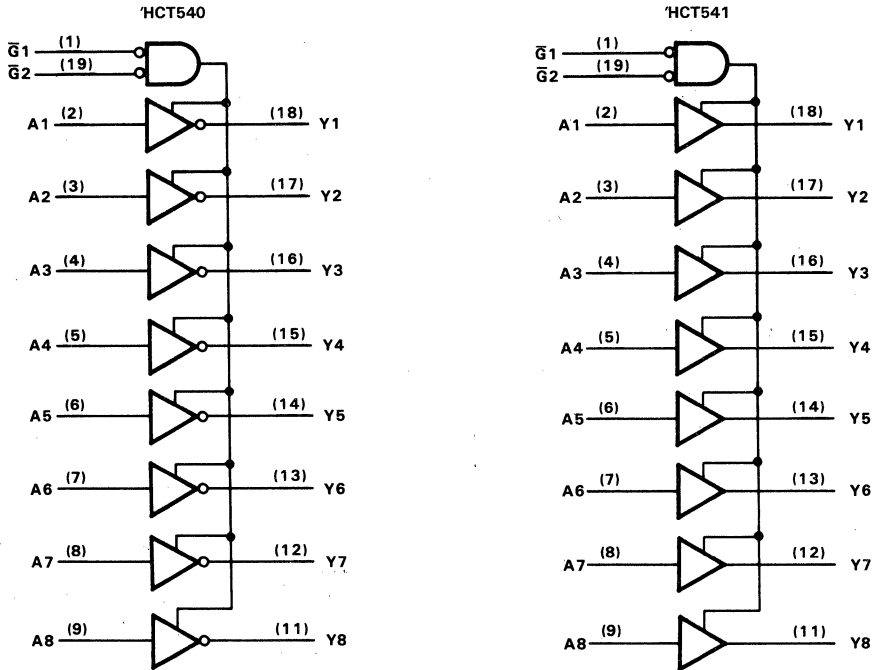 'HCT540
G̅1 (1)
G̅2 (19)
A1 (2) (18) Y1
A2 (3) (17) Y2
A3 (4) (16) Y3
A4 (5) (15) Y4
A5 (6) (14) Y5
A6 (7) (13) Y6
A7 (8) (12) Y7
A8 (9) (11) Y8
'HCT541
G̅1 (1)
G̅2 (19)
A1 (2) (18) Y1
A2 (3) (17) Y2
A3 (4) (16) Y3
A4 (5) (15) Y4
A5 (6) (14) Y5
A6 (7) (13) Y6
A7 (8) (12) Y7
A8 (9) (11) Y8